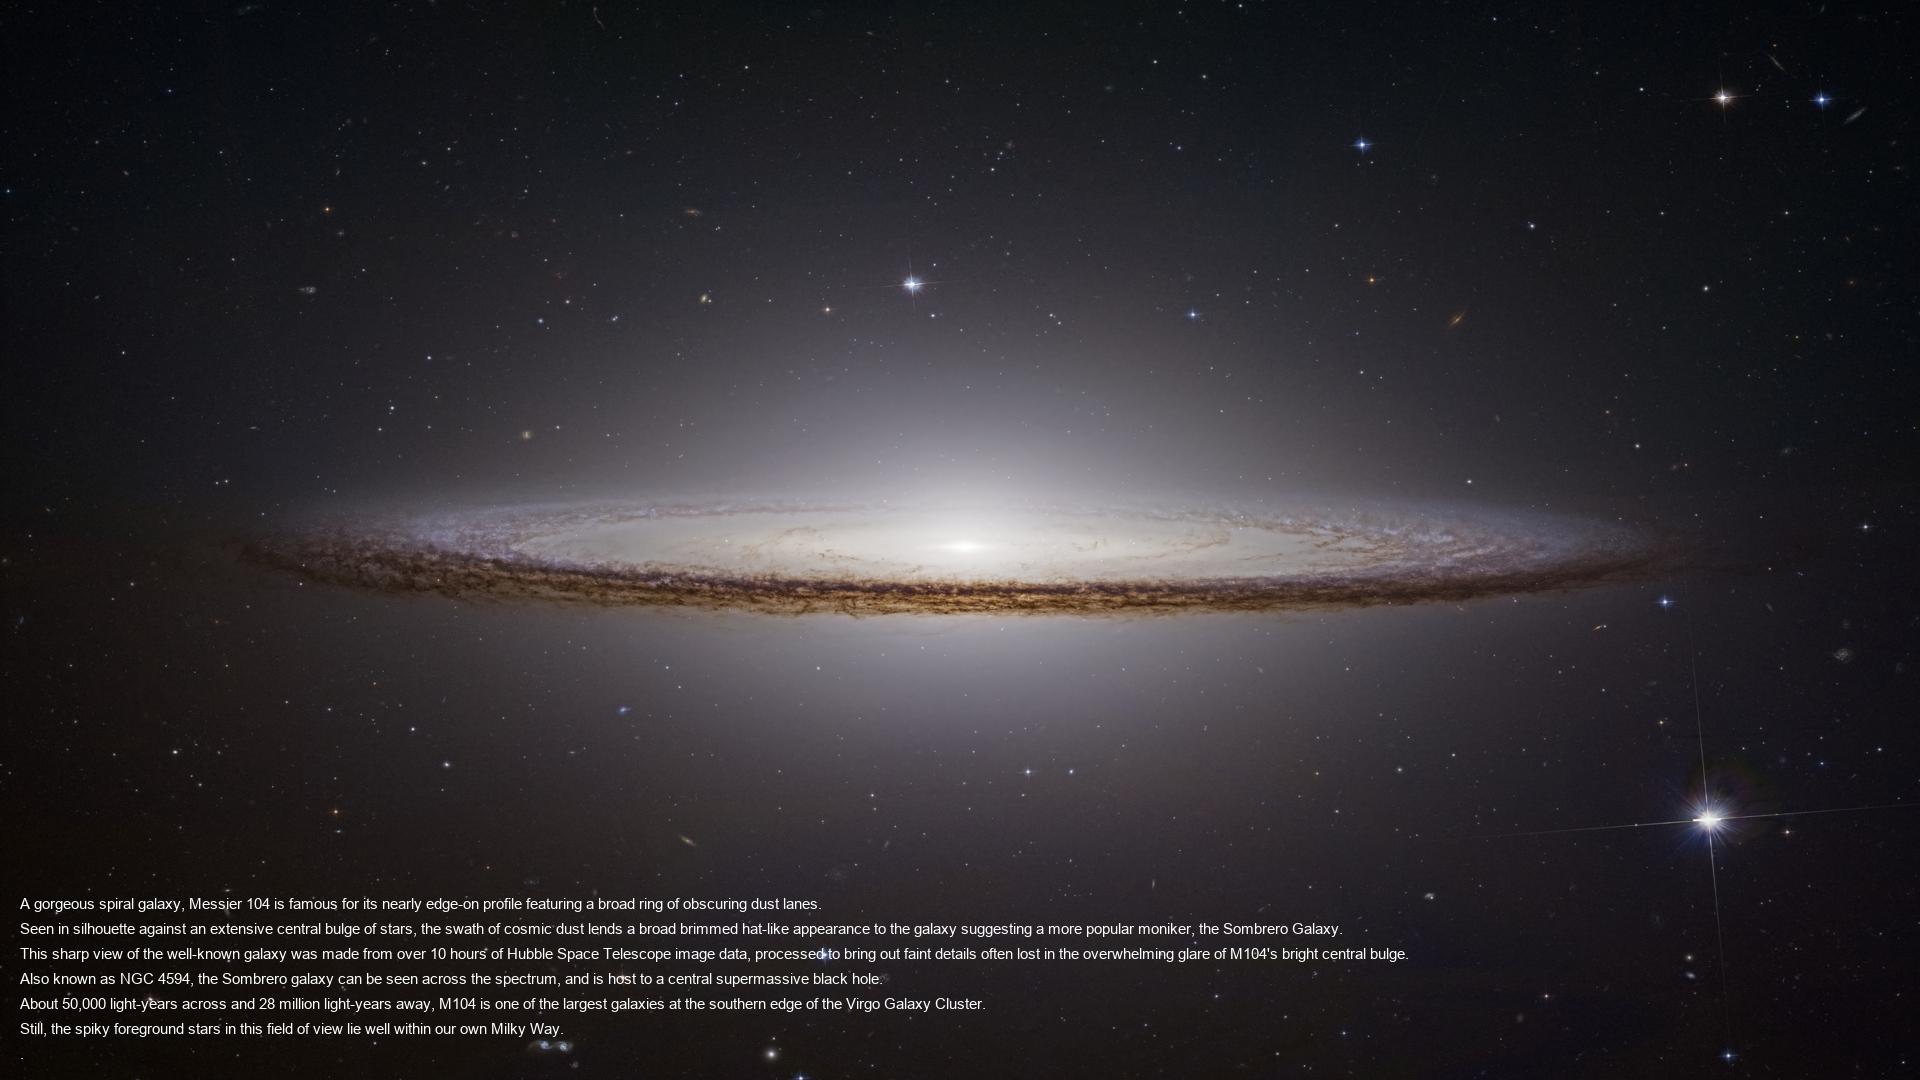 A gorgeous spiral galaxy, Messier 104 is famous for its nearly edge-on profile featuring a broad ring of obscuring dust lanes.
Seen in silhouette against an extensive central bulge of stars, the swath of cosmic dust lends a broad brimmed hat-like appearance to the galaxy suggesting a more popular moniker, the Sombrero Galaxy.
This sharp view of the well-known galaxy was made from over 10 hours of Hubble Space Telescope image data, processed to bring out faint details often lost in the overwhelming glare of M104's bright central bulge.
Also known as NGC 4594, the Sombrero galaxy can be seen across the spectrum, and is host to a central supermassive black hole.
About 50,000 light-years across and 28 million light-years away, M104 is one of the largest galaxies at the southern edge of the Virgo Galaxy Cluster.
Still, the spiky foreground stars in this field of view lie well within our own Milky Way.
.